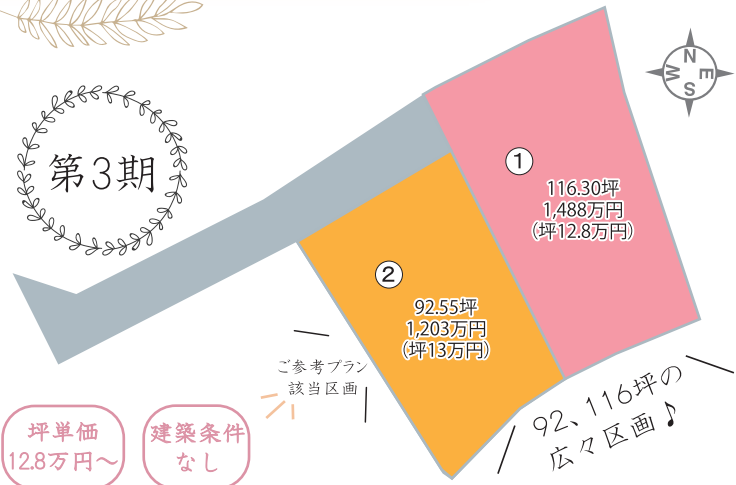 N
W
E
S
第3期
①
116.30坪
1,488万円
(坪12.8万円)
②
92.55坪
1,203万円
(坪13万円)
ご参考プラン
該当区画
92、116坪の
広々区画♪
坪単価
12.8万円～
建築条件
なし